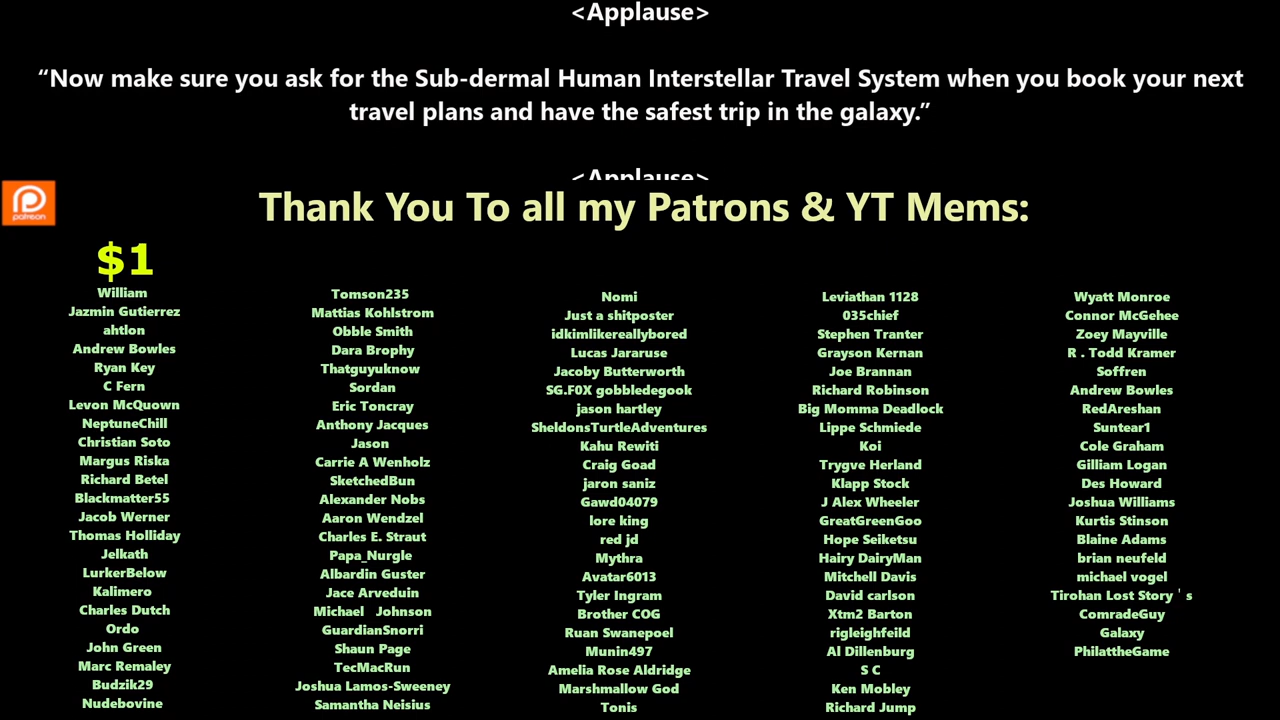 <Applause>
“Now make sure you ask for the Sub-dermal Human Interstellar Travel System when you book your next
travel plans and have the safest trip in the galaxy.”
<Applause>
patreon
Thank You To all my Patrons & YT Mems:
$1
William
Jazmin Gutierrez
ahtlon
Andrew Bowles
Ryan Key
C Fern
Levon McQuown
NeptuneChill
Christian Soto
Margus Riska
Richard Betel
Blackmatter55
Jacob Werner
Thomas Holliday
Jelkath
LurkerBelow
Kalimero
Charles Dutch
Ordo
John Green
Marc Remaley
Budzik29
Nudebovine
Tomson235
Mattias Kohlstrom
Obble Smith
Dara Brophy
Thatguyuknow
Sordan
Eric Toncray
Anthony Jacques
Jason
Carrie A Wenholz
SketchedBun
Alexander Nobs
Aaron Wendzel
Charles E. Straut
Papa_Nurgle
Albardin Guster
Jace Arveduin
Michael Johnson
GuardianSnorri
Shaun Page
TecMacRun
Joshua Lamos-Sweeney
Samantha Neisius
Nomi
Just a shitposter
idkimlikereallybored
Lucas Jararuse
Jacoby Butterworth
SG.F0X gobbledegook
jason hartley
SheldonsTurtleAdventures
Kahu Rewiti
Craig Goad
jaron saniz
Gawd04079
lore king
red jd
Mythra
Avatar6013
Tyler Ingram
Brother COG
Ruan Swanepoel
Munin497
Amelia Rose Aldridge
Marshmallow God
Tonis
Leviathan 1128
035chief
Stephen Tranter
Grayson Kernan
Joe Brannan
Richard Robinson
Big Momma Deadlock
Lippe Schmiede
Koi
Trygve Herland
Klapp Stock
J Alex Wheeler
GreatGreenGoo
Hope Seiketsu
Hairy DairyMan
Mitchell Davis
David carlson
Xtm2 Barton
rigleighfeild
Al Dillenburg
S C
Ken Mobley
Richard Jump
Wyatt Monroe
Connor McGehee
Zoey Mayville
R . Todd Kramer
Soffren
Andrew Bowles
RedAreshan
Suntear1
Cole Graham
Gilliam Logan
Des Howard
Joshua Williams
Kurtis Stinson
Blaine Adams
brian neufeld
michael vogel
Tirohan Lost Story ' s
ComradeGuy
Galaxy
PhilattheGame